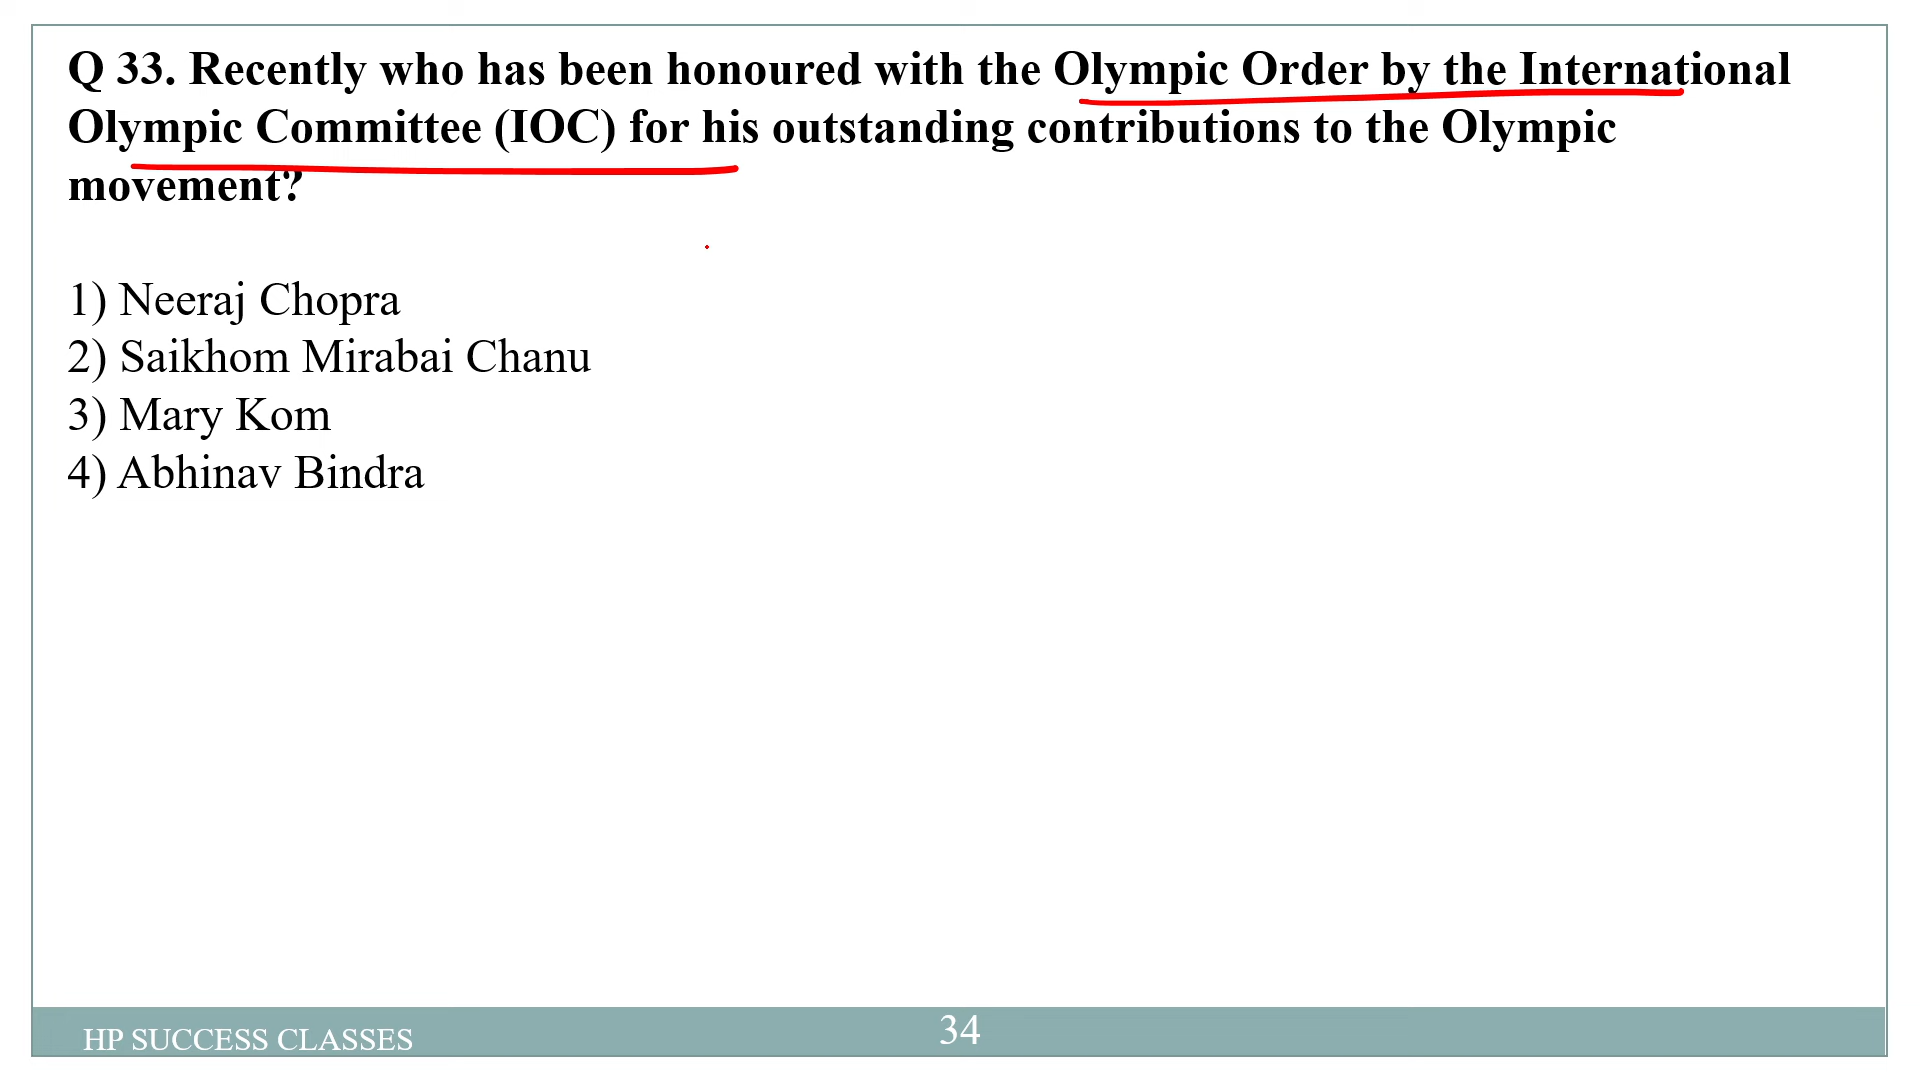 Q 33. Recently who has been honoured with the Olympic Order by the International
Olympic Committee (IOC) for his outstanding contributions to the Olympic
movement?
1) Neeraj Chopra
2) Saikhom Mirabai Chanu
3) Mary Kom
4) Abhinav Bindra
HP SUCCESS CLASSES
34